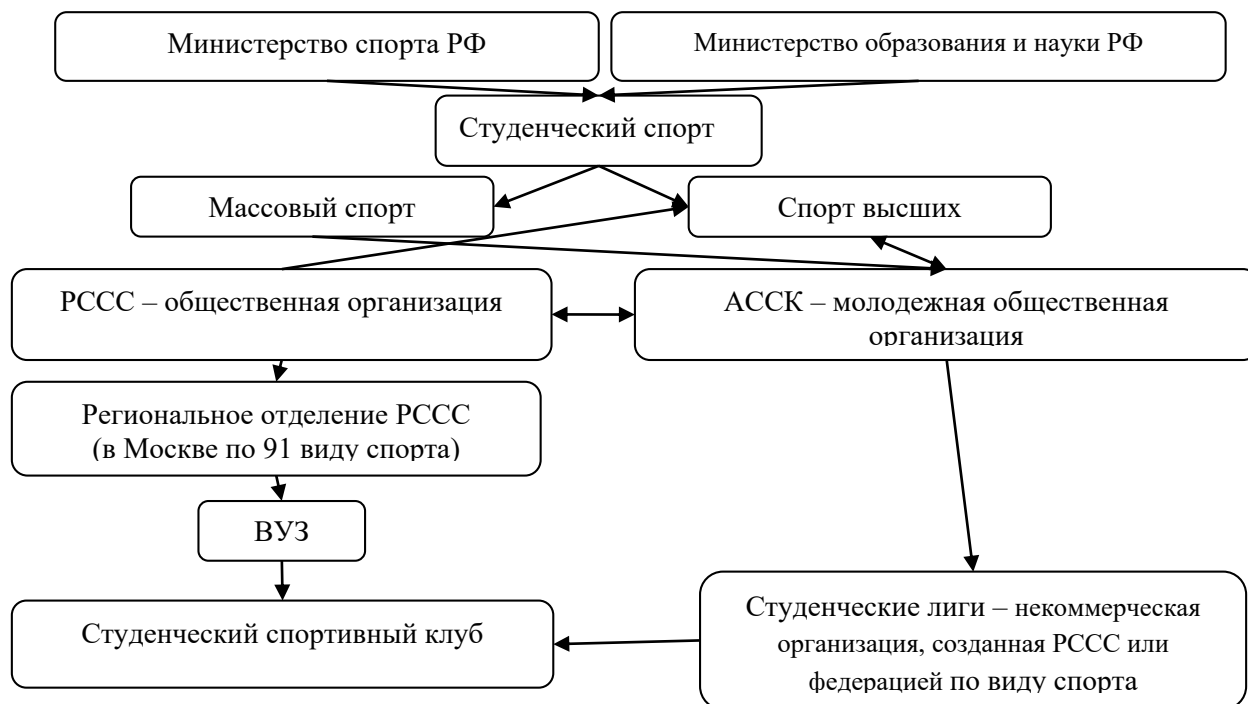 Министерство спорта РФ
Министерство образования и науки РФ
Студенческий спорт
Массовый спорт
Спорт высших
РССС – общественная организация
АССК – молодежная общественная
организация
Региональное отделение РССС
(в Москве по 91 виду спорта)
ВУЗ
Студенческий спортивный клуб
Студенческие лиги – некоммерческая
организация, созданная РССС или
федерацией по виду спорта